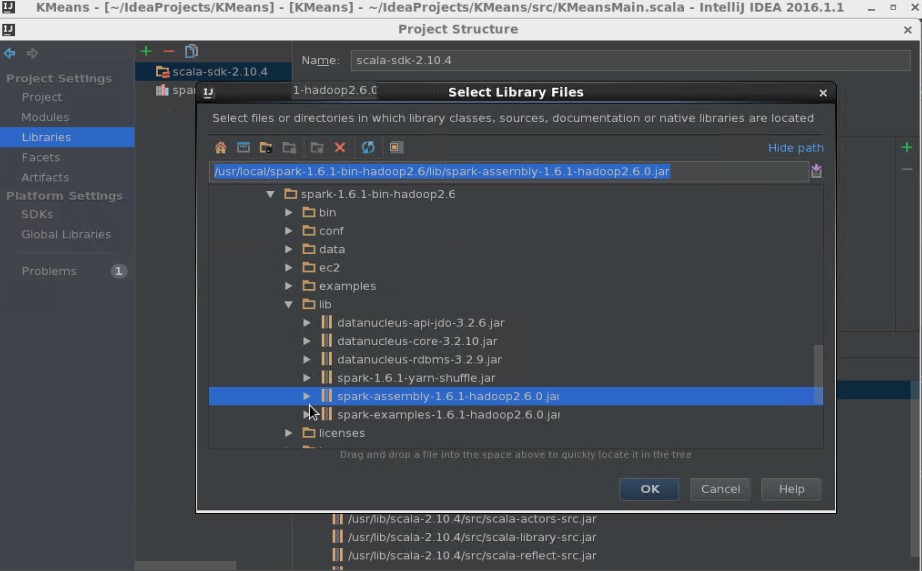 KMeans - [~/IdeaProjects/KMeans] - [KMeans] - ~/IdeaProjects/KMeans/src/KMeansMain.scala - IntelliJ IDEA 2016.1.1
Project Structure
Project Settings
Project
Modules
Libraries
Facets
Artifacts
Platform Settings
SDKs
Global Libraries
Problems 1
scala-sdk-2.10.4
spar
1-hadoop2.6.0
Name: scala-sdk-2.10.4
Select Library Files
Select files or directories in which library classes, sources, documentation or native libraries are located
Hide path
/usr/local/spark-1.6.1-bin-hadoop2.6/lib/spark-assembly-1.6.1-hadoop2.6.0.jar
spark-1.6.1-bin-hadoop2.6
bin
conf
data
ec2
examples
lib
datanucleus-api-jdo-3.2.6.jar
datanucleus-core-3.2.10.jar
datanucleus-rdbms-3.2.9.jar
spark-1.6.1-yarn-shuffle.jar
spark-assembly-1.6.1-hadoop2.6.0.jar
spark-examples-1.6.1-hadoop2.6.0.jar
licenses
Drag and drop a file into the space above to quickly locate it in the tree
OK Cancel Help
/usr/lib/scala-2.10.4/src/scala-actors-src.jar
/usr/lib/scala-2.10.4/src/scala-library-src.jar
/usr/lib/scala-2.10.4/src/scala-reflect-src.jar